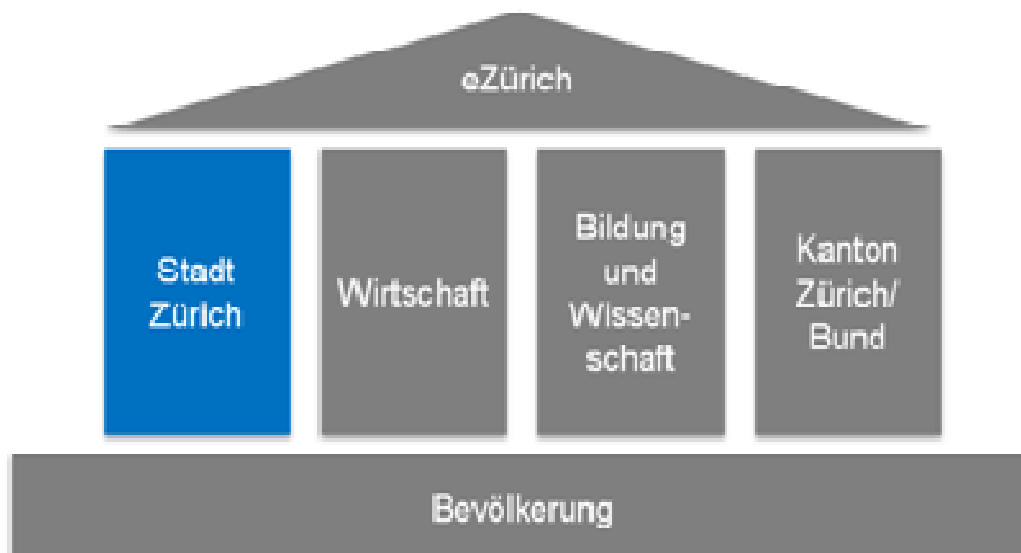 eZürich
Stadt
Zürich
Wirtschaft
Bildung
und
Wissen-
schaft
Kanton
Zürich/
Bund
Bevölkerung